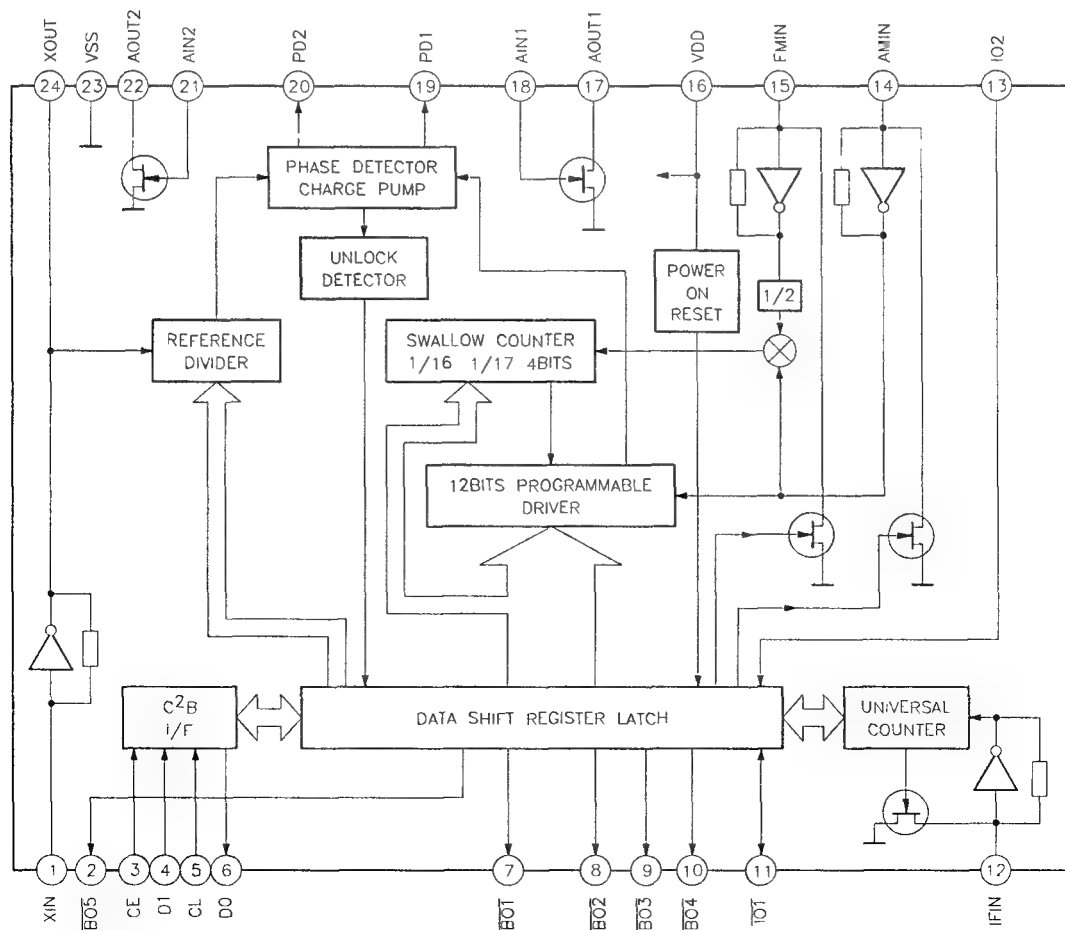 XOUT
VSS
AOUT2
AIN2
PD2
PD1
AIN1
AOUT1
VDD
FMIN
AMIN
IO2
24
23
22
21
20
19
18
17
16
15
14
13
PHASE DETECTOR
CHARGE PUMP
UNLOCK
DETECTOR
POWER
ON
RESET
1/2
REFERENCE
DIVIDER
SWALLOW COUNTER
1/16 1/17 4BITS
12BITS PROGRAMMABLE
DRIVER
C²B
i/F
DATA SHIFT REGISTER LATCH
UNIVERSAL
COUNTER
1
2
3
4
5
6
7
8
9
10
11
12
XIN
BO5
CE
D1
CL
DO
BO1
BO2
BO3
BO4
TO1
IFIN